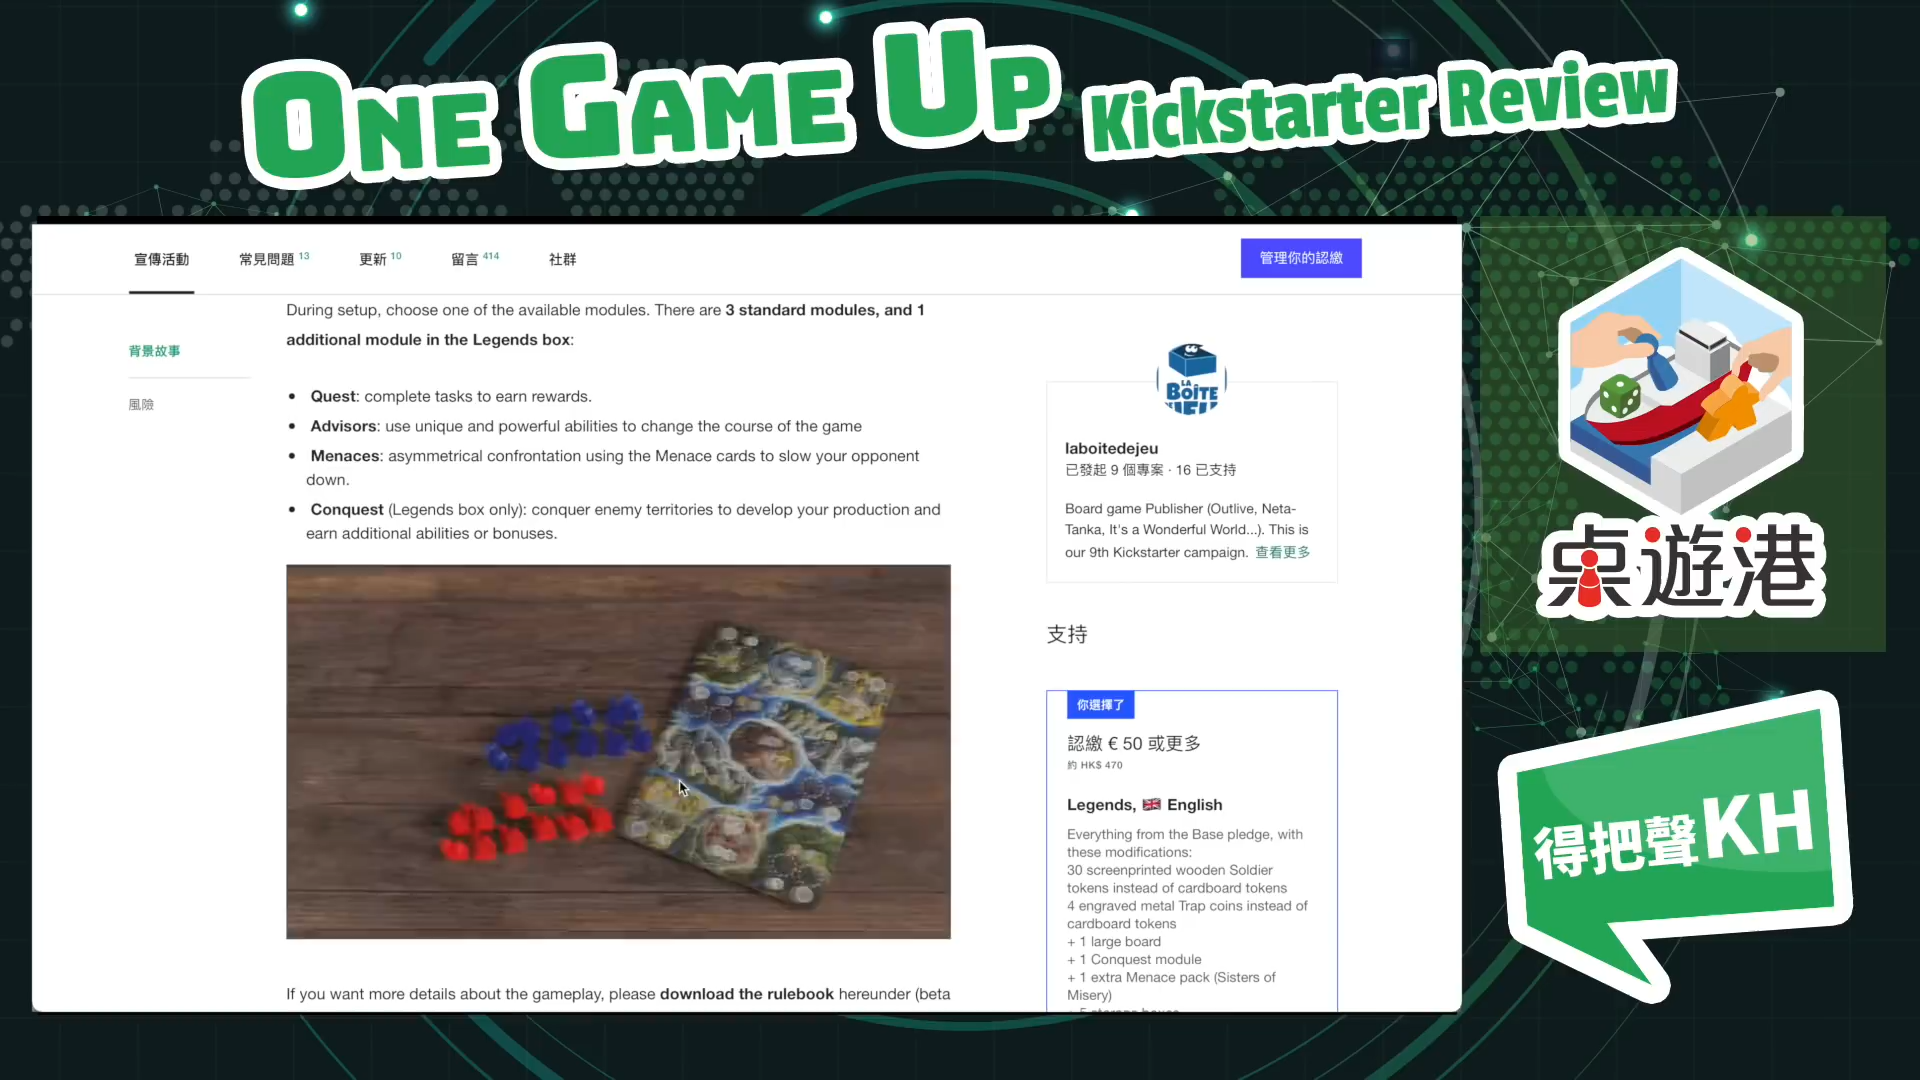 ONE GAME UP Kickstarter Review
宣傳活動
常見問題 13
更新 10
留言 414
社群
管理你的認繳
背景故事
風險
During setup, choose one of the available modules. There are 3 standard modules, and 1
additional module in the Legends box:
Quest: complete tasks to earn rewards.
Advisors: use unique and powerful abilities to change the course of the game
Menaces: asymmetrical confrontation using the Menace cards to slow your opponent
down.
Conquest (Legends box only): conquer enemy territories to develop your production and
earn additional abilities or bonuses.
If you want more details about the gameplay, please download the rulebook hereunder (beta
LA
BOÎTE
laboitedejeu
已發起 9 個專案 · 16 已支持
Board game Publisher (Outlive, Neta-
Tanka, It's a Wonderful World...). This is
our 9th Kickstarter campaign. 查看更多
支持
你選擇了
認繳 € 50 或更多
約 HK$ 470
Legends, 🇬🇧 English
Everything from the Base pledge, with
these modifications:
30 screenprinted wooden Soldier
tokens instead of cardboard tokens
4 engraved metal Trap coins instead of
cardboard tokens
+ 1 large board
+ 1 Conquest module
+ 1 extra Menace pack (Sisters of
Misery)
桌遊港
得把聲KH